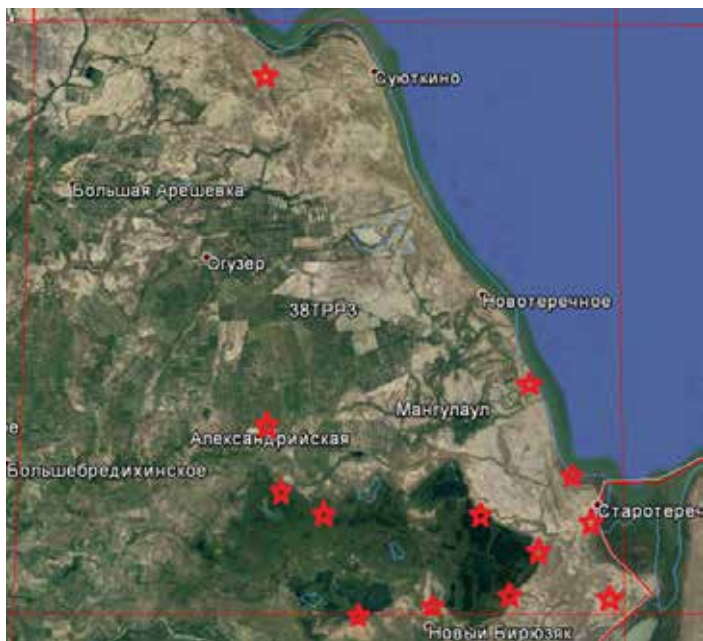 Суюткино
Большая Арешевка
Огузер
38TPP3
Новотеречное
Мангулаул
Александрийская
Большебредихинское
Старотереч
Новый Бирюзяк